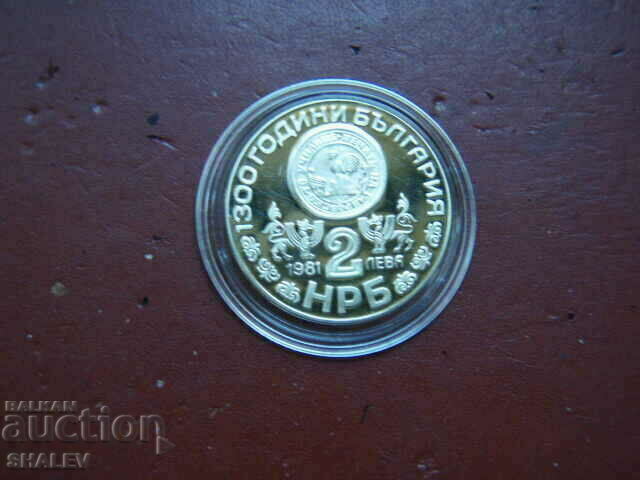 1300 ГОДИНИ БЪЛГАРИЯ
1981 2 ЛЕВА
НРБ
BALKAN
auction
SHALEV